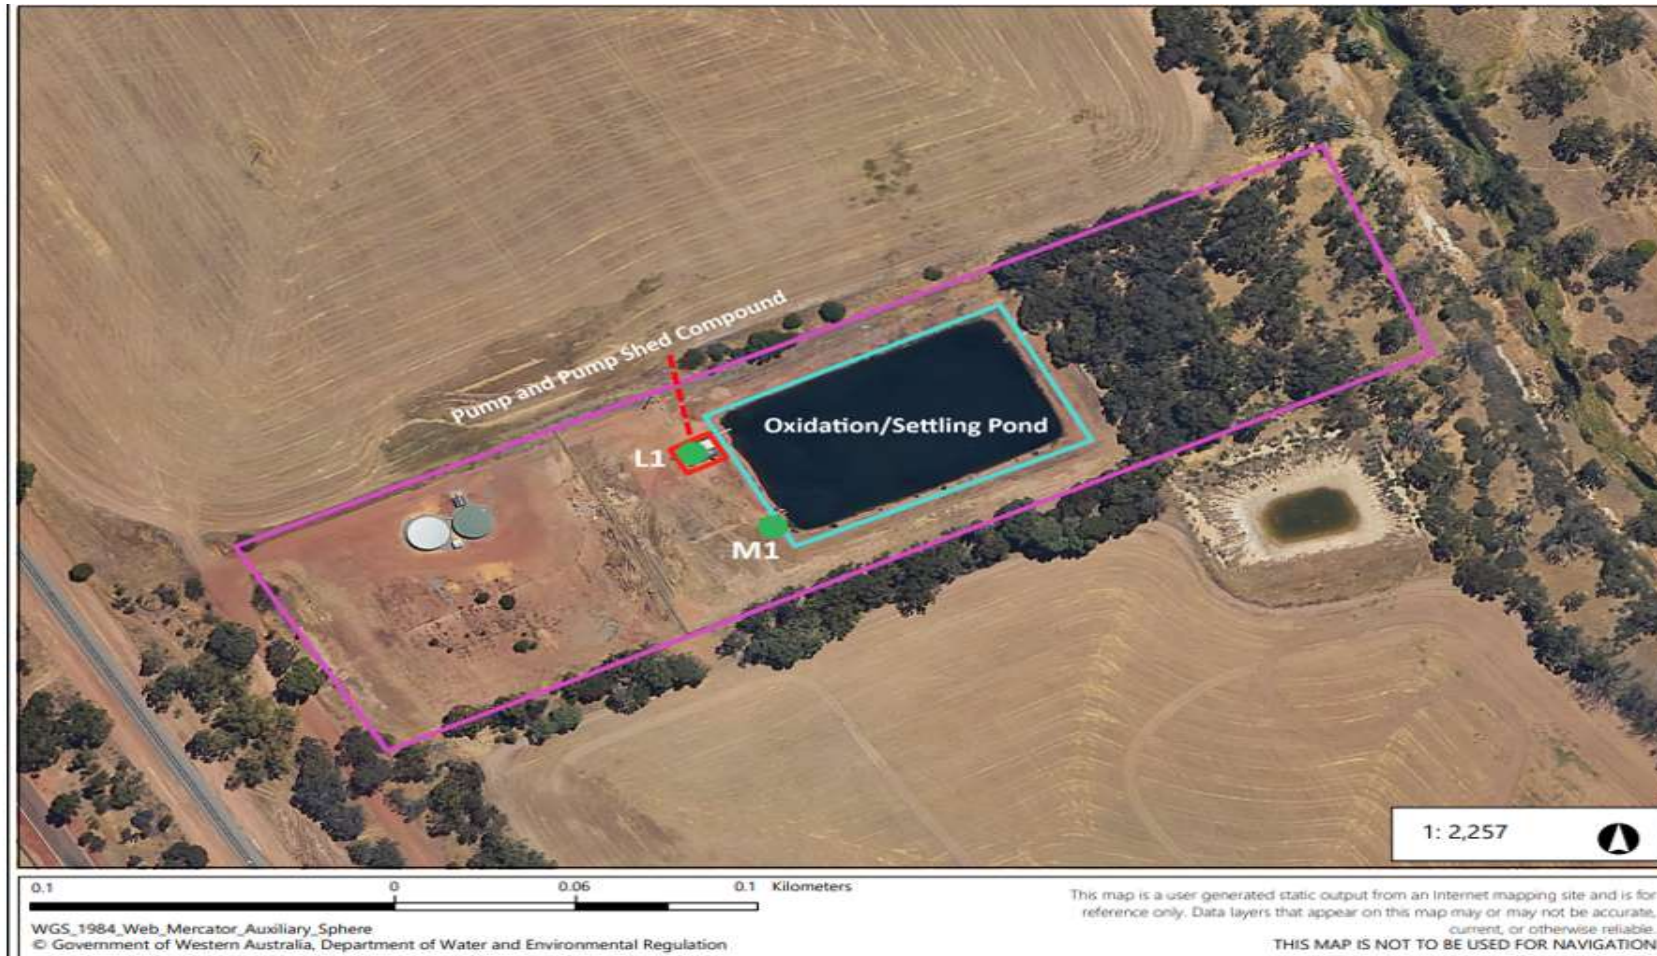 Pump and Pump Shed Compound
Oxidation/Settling Pond
L1
M1
1: 2,257
0.1 0 0.06 0.1 Kilometers
WGS_1984_Web_Mercator_Auxiliary_Sphere
© Government of Western Australia, Department of Water and Environmental Regulation
This map is a user generated static output from an Internet mapping site and is for
reference only. Data layers that appear on this map may or may not be accurate,
current, or otherwise reliable.
THIS MAP IS NOT TO BE USED FOR NAVIGATION